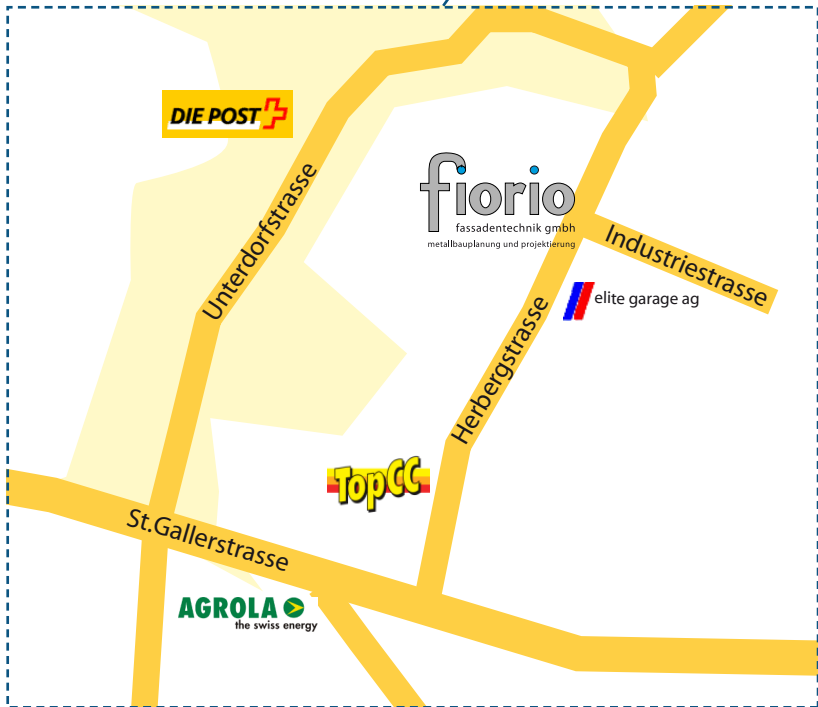 DIE POST
fiorio
fassadentechnik gmbh
metallbauplanung und projektierung
Unterdorfstrasse
Industriestrasse
elite garage ag
Herbergstrasse
TopCC
St.Gallerstrasse
AGROLA
the swiss energy